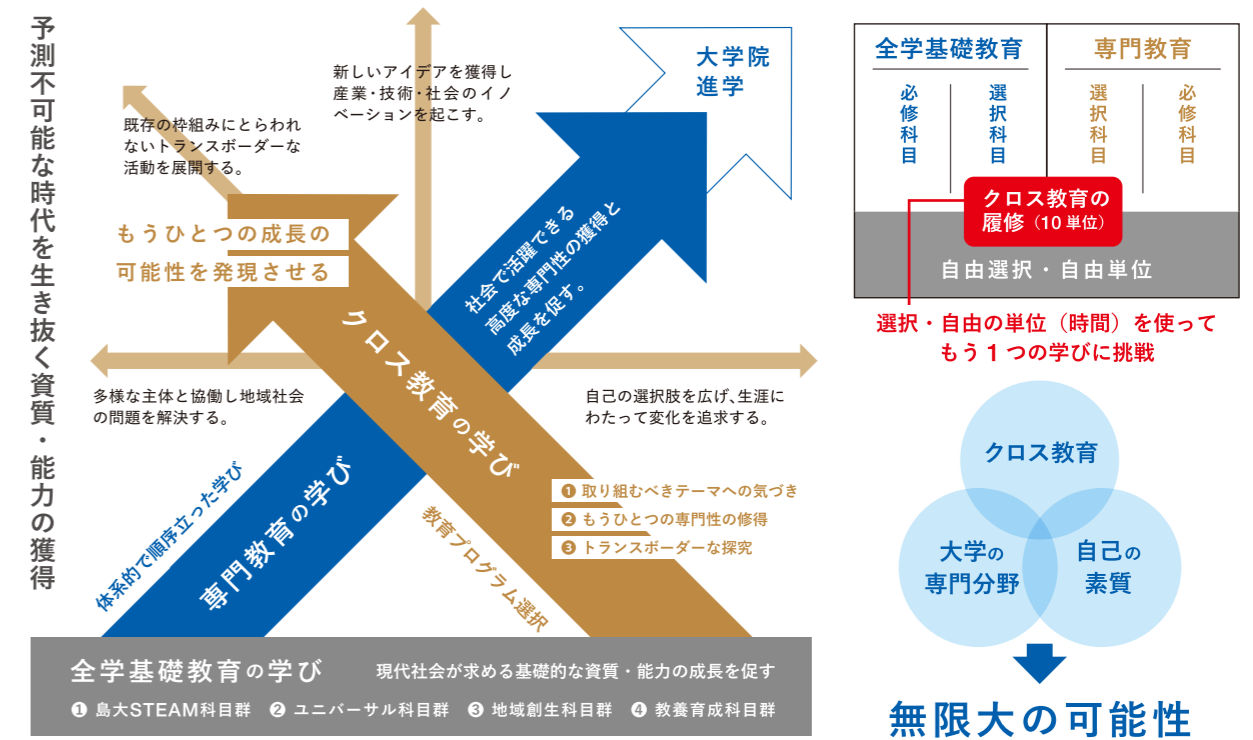 予測不可能な時代を生き抜く資質・能力の獲得
新しいアイデアを獲得し
産業・技術・社会のイノ
ベーションを起こす。
既存の枠組みにとらわれ
ないトランスボーダーな
活動を展開する。
大学院
進学
もうひとつの成長の
可能性を発現させる
社会で活躍できる
高度な専門性の獲得と
成長を促す。
クロス教育の学び
多様な主体と協働し地域社会
の問題を解決する。
自己の選択肢を広げ、生涯に
わたって変化を追求する。
体系的で順序立った学び
専門教育の学び
教育プログラム選択
❶ 取り組むべきテーマへの気づき
❷ もうひとつの専門性の修得
❸ トランスボーダーな探究
全学基礎教育の学び 現代社会が求める基礎的な資質・能力の成長を促す
❶ 島大STEAM科目群 ❷ ユニバーサル科目群 ❸ 地域創生科目群 ❹ 教養育成科目群
全学基礎教育
必修科目
選択科目
専門教育
選択科目
必修科目
クロス教育の
履修（10単位）
自由選択・自由単位
選択・自由の単位（時間）を使って
もう1つの学びに挑戦
クロス教育
大学の
専門分野
自己の
素質
無限大の可能性